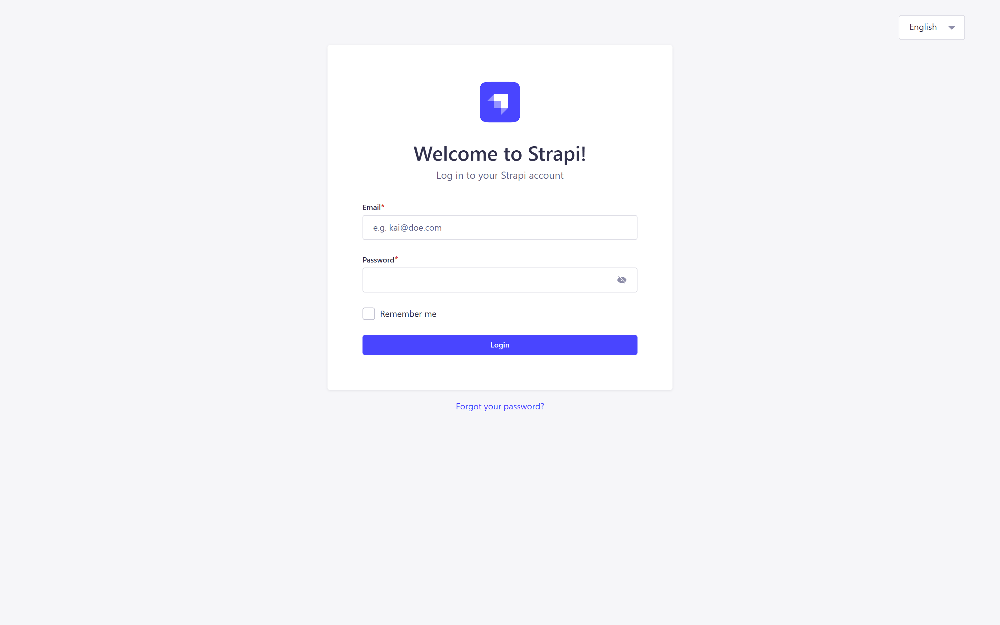 English
Welcome to Strapi!
Log in to your Strapi account
Email*
e.g. kai@doe.com
Password*
Remember me
Login
Forgot your password?